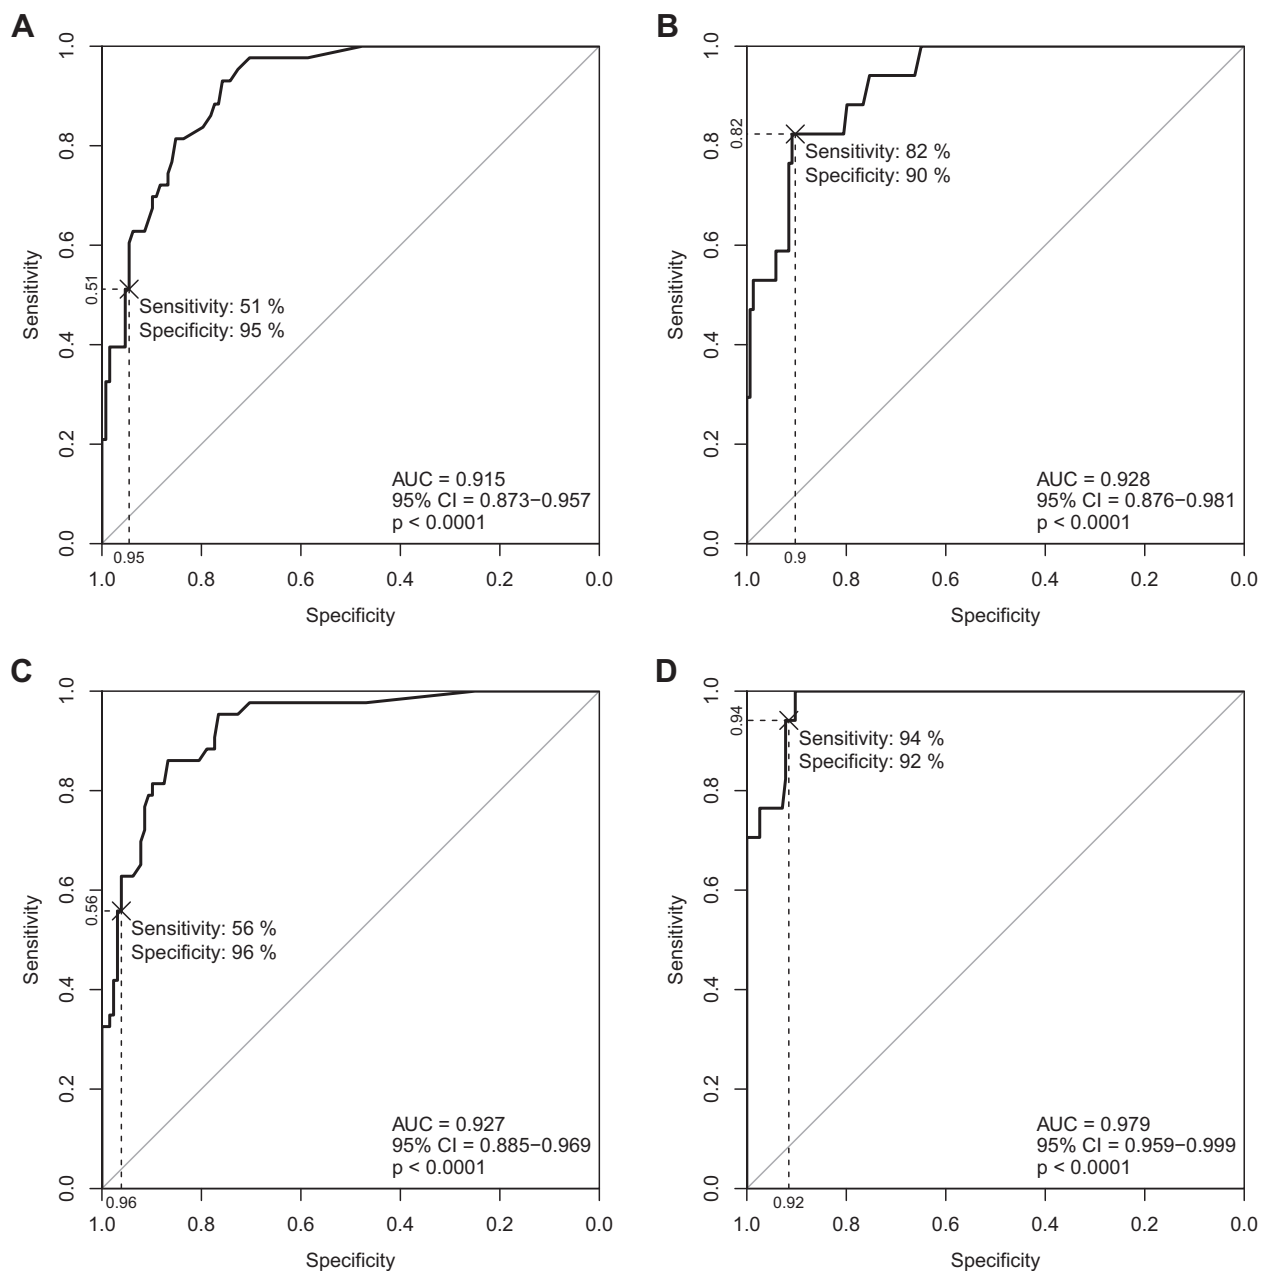 A
1.0
0.8
0.6
0.51
0.4
0.2
0.0
Sensitivity
Sensitivity: 51 %
Specificity: 95 %
AUC = 0.915
95% CI = 0.873−0.957
p < 0.0001
0.95
1.0 0.8 0.6 0.4 0.2 0.0
Specificity
B
1.0
0.82
0.8
0.6
0.4
0.2
0.0
Sensitivity
Sensitivity: 82 %
Specificity: 90 %
AUC = 0.928
95% CI = 0.876−0.981
p < 0.0001
0.9
1.0 0.8 0.6 0.4 0.2 0.0
Specificity
C
1.0
0.8
0.6
0.56
0.4
0.2
0.0
Sensitivity
Sensitivity: 56 %
Specificity: 96 %
AUC = 0.927
95% CI = 0.885−0.969
p < 0.0001
0.96
1.0 0.8 0.6 0.4 0.2 0.0
Specificity
D
1.0
0.94
0.8
0.6
0.4
0.2
0.0
Sensitivity
Sensitivity: 94 %
Specificity: 92 %
AUC = 0.979
95% CI = 0.959−0.999
p < 0.0001
0.92
1.0 0.8 0.6 0.4 0.2 0.0
Specificity